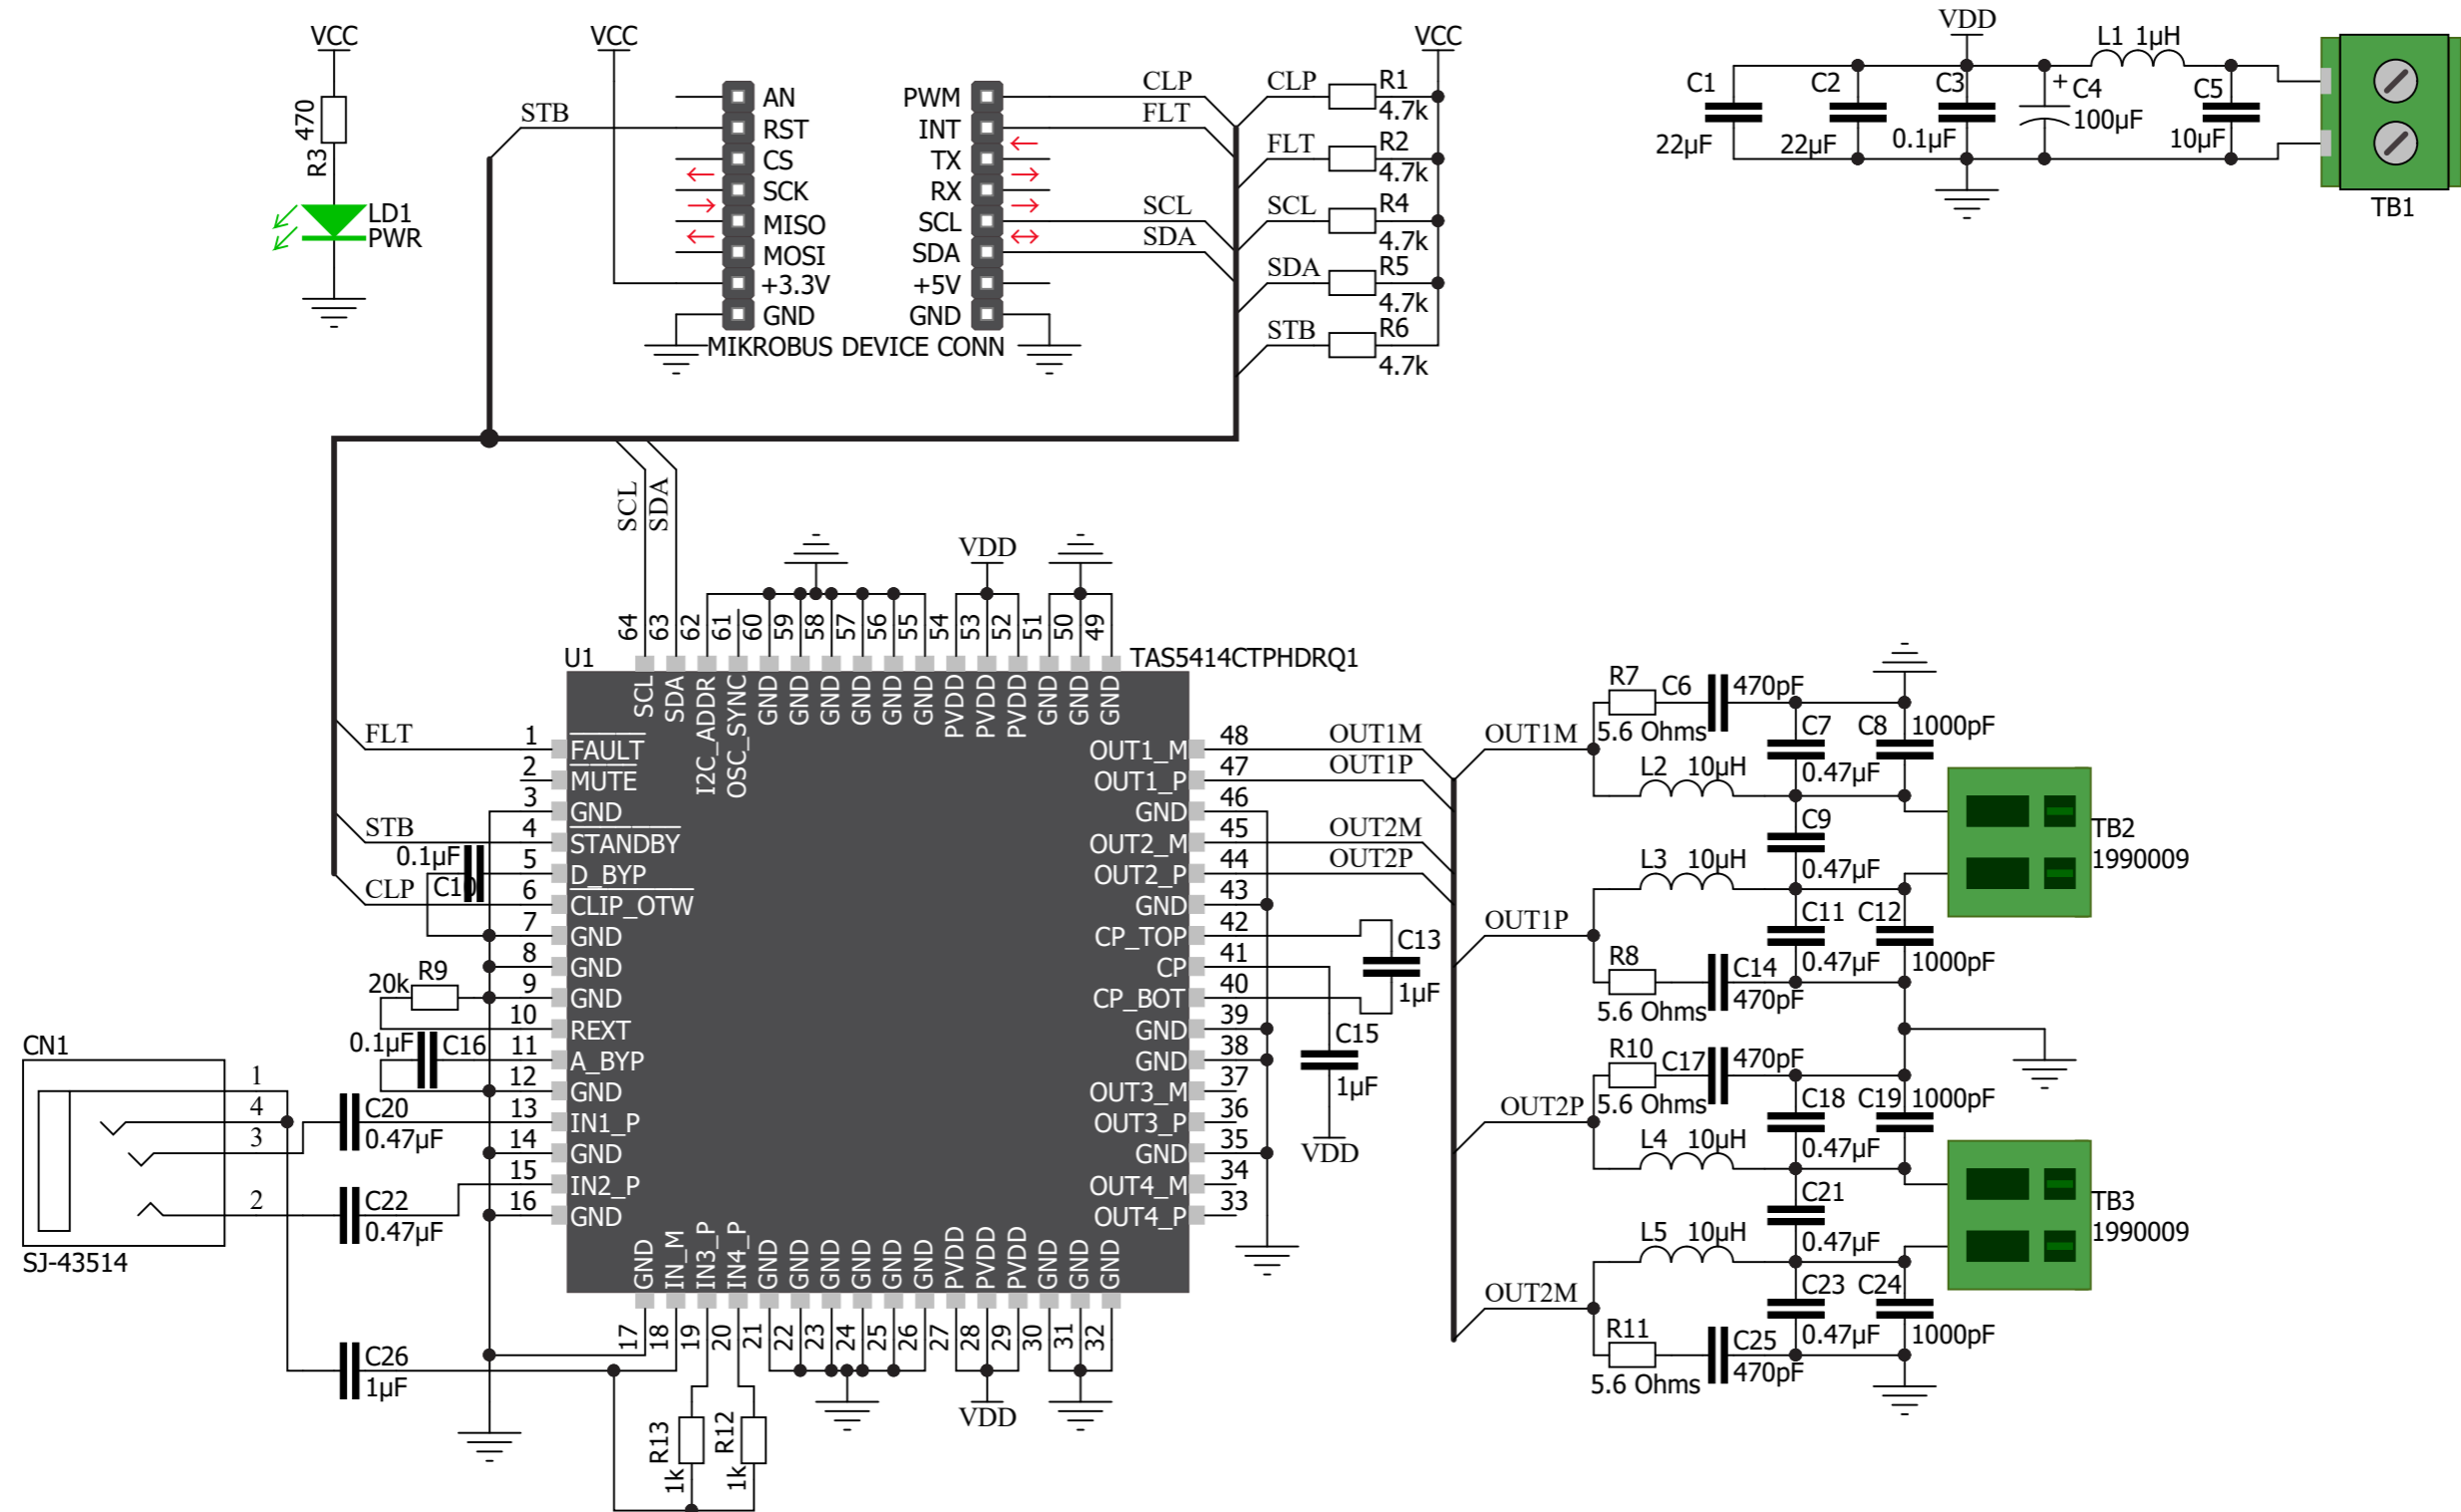 VCC
470
R3
LD1
PWR
VCC
STB
AN
RST
CS
SCK
MISO
MOSI
+3.3V
GND
PWM
INT
TX
RX
SCL
SDA
+5V
GND
MIKROBUS DEVICE CONN
CLP
FLT
SCL
SDA
VCC
CLP
R1
4.7k
FLT
R2
4.7k
SCL
R4
4.7k
SDA
R5
4.7k
STB
R6
4.7k
VDD
L1 1µH
C1
22µF
C2
22µF
C3
0.1µF
+
C4
100µF
C5
10µF
TB1
SCL
SDA
VDD
64
63
62
61
60
59
58
57
56
55
54
53
52
51
50
49
U1
TAS5414CTPHDRQ1
SCL
SDA
I2C_ADDR
OSC_SYNC
GND
GND
GND
GND
GND
GND
PVDD
PVDD
PVDD
GND
GND
GND
FLT
1
FAULT
2
MUTE
3
GND
STB
4
STANDBY
0.1µF
C10
5
D_BYP
CLP
6
CLIP_OTW
7
GND
8
GND
20k
R9
9
GND
10
REXT
0.1µF
C16
11
A_BYP
12
GND
13
IN1_P
14
GND
15
IN2_P
16
GND
CN1
1
4
3
2
SJ-43514
C20
0.47µF
C22
0.47µF
C26
1µF
GND
IN_M
IN3_P
IN4_P
GND
GND
GND
GND
GND
GND
PVDD
PVDD
PVDD
GND
GND
GND
17
18
19
20
21
22
23
24
25
26
27
28
29
30
31
32
R13
1k
R12
1k
VDD
OUT1_M
48
OUT1M
OUT1_P
47
OUT1P
GND
46
OUT2_M
45
OUT2M
OUT2_P
44
OUT2P
GND
43
CP_TOP
42
CP
41
CP_BOT
40
GND
39
GND
38
OUT3_M
37
OUT3_P
36
GND
35
OUT4_M
34
OUT4_P
33
C13
1µF
C15
1µF
VDD
OUT1M
R7
5.6 Ohms
C6
470pF
L2 10µH
C7
0.47µF
C8
1000pF
C9
0.47µF
L3 10µH
OUT1P
C11
0.47µF
C12
1000pF
R8
5.6 Ohms
C14
470pF
TB2
1990009
R10
5.6 Ohms
C17
470pF
OUT2P
L4 10µH
C18
0.47µF
C19
1000pF
C21
0.47µF
L5 10µH
OUT2M
C23
0.47µF
C24
1000pF
R11
5.6 Ohms
C25
470pF
TB3
1990009